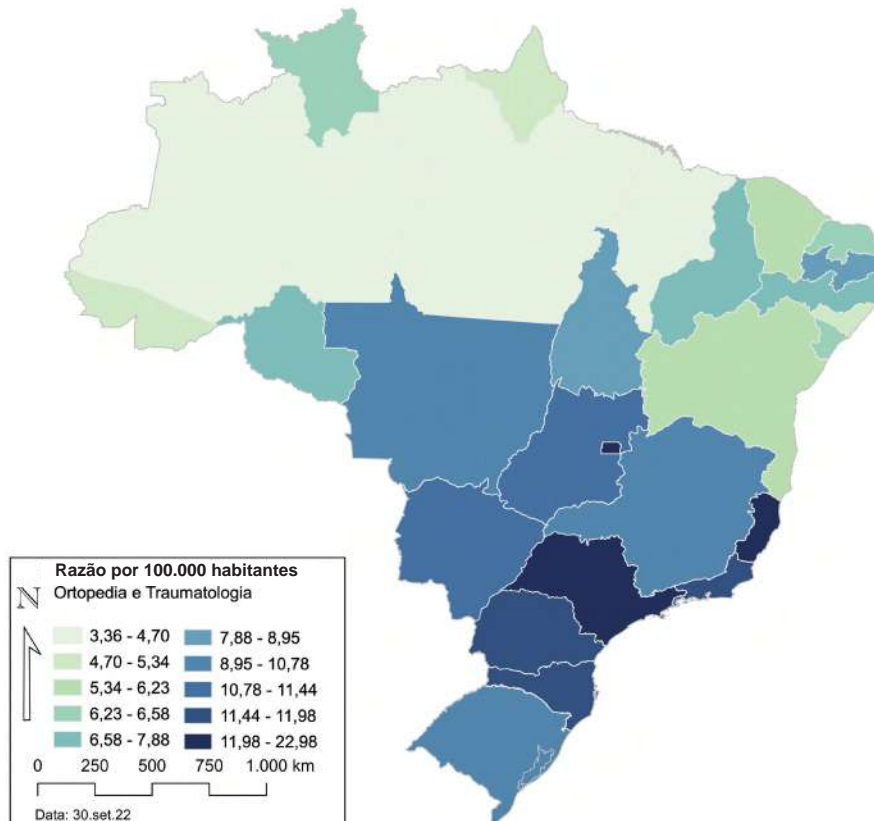 Razão por 100.000 habitantes
N Ortopedia e Traumatologia
3,36 - 4,70
4,70 - 5,34
5,34 - 6,23
6,23 - 6,58
6,58 - 7,88
7,88 - 8,95
8,95 - 10,78
10,78 - 11,44
11,44 - 11,98
11,98 - 22,98
0 250 500 750 1.000 km
Data: 30.set.22